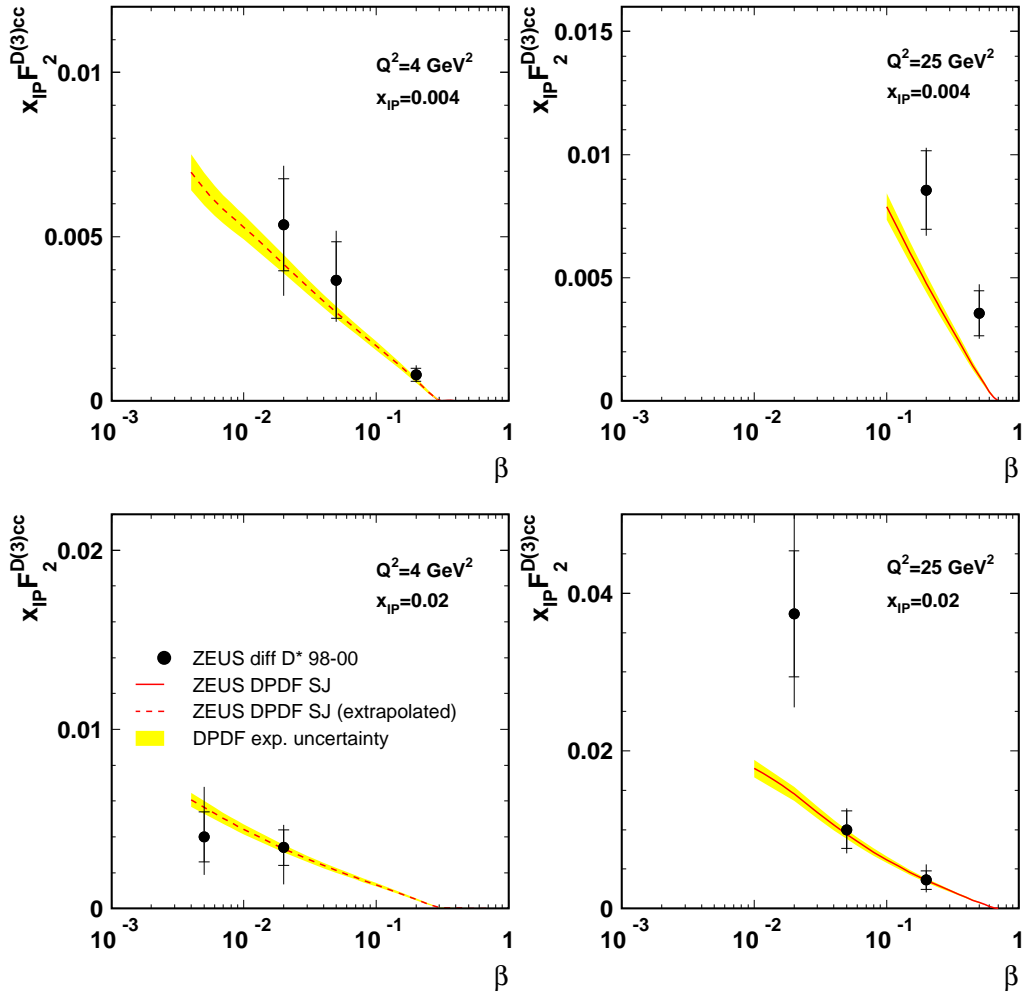 x_IP F_2^D(3)cc
0.01
0.005
0
10^-3
10^-2
10^-1
1
β
Q^2=4 GeV^2
x_IP=0.004
x_IP F_2^D(3)cc
0.015
0.01
0.005
0
10^-3
10^-2
10^-1
1
β
Q^2=25 GeV^2
x_IP=0.004
x_IP F_2^D(3)cc
0.02
0.01
0
10^-3
10^-2
10^-1
1
β
Q^2=4 GeV^2
x_IP=0.02
ZEUS diff D* 98-00
ZEUS DPDF SJ
ZEUS DPDF SJ (extrapolated)
DPDF exp. uncertainty
x_IP F_2^D(3)cc
0.04
0.02
0
10^-3
10^-2
10^-1
1
β
Q^2=25 GeV^2
x_IP=0.02